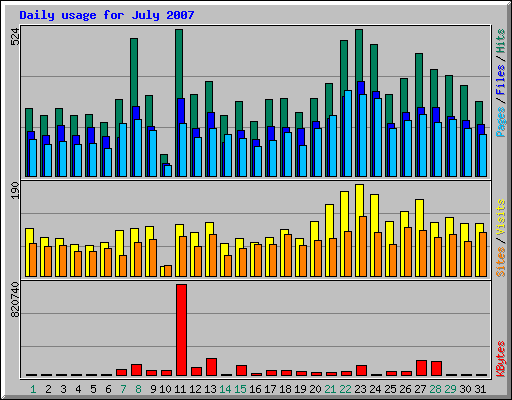 Daily usage for July 2007
524
Pages / Files / Hits
190
Sites / Visits
820740
KBytes
1 2 3 4 5 6 7 8 9 10 11 12 13 14 15 16 17 18 19 20 21 22 23 24 25 26 27 28 29 30 31